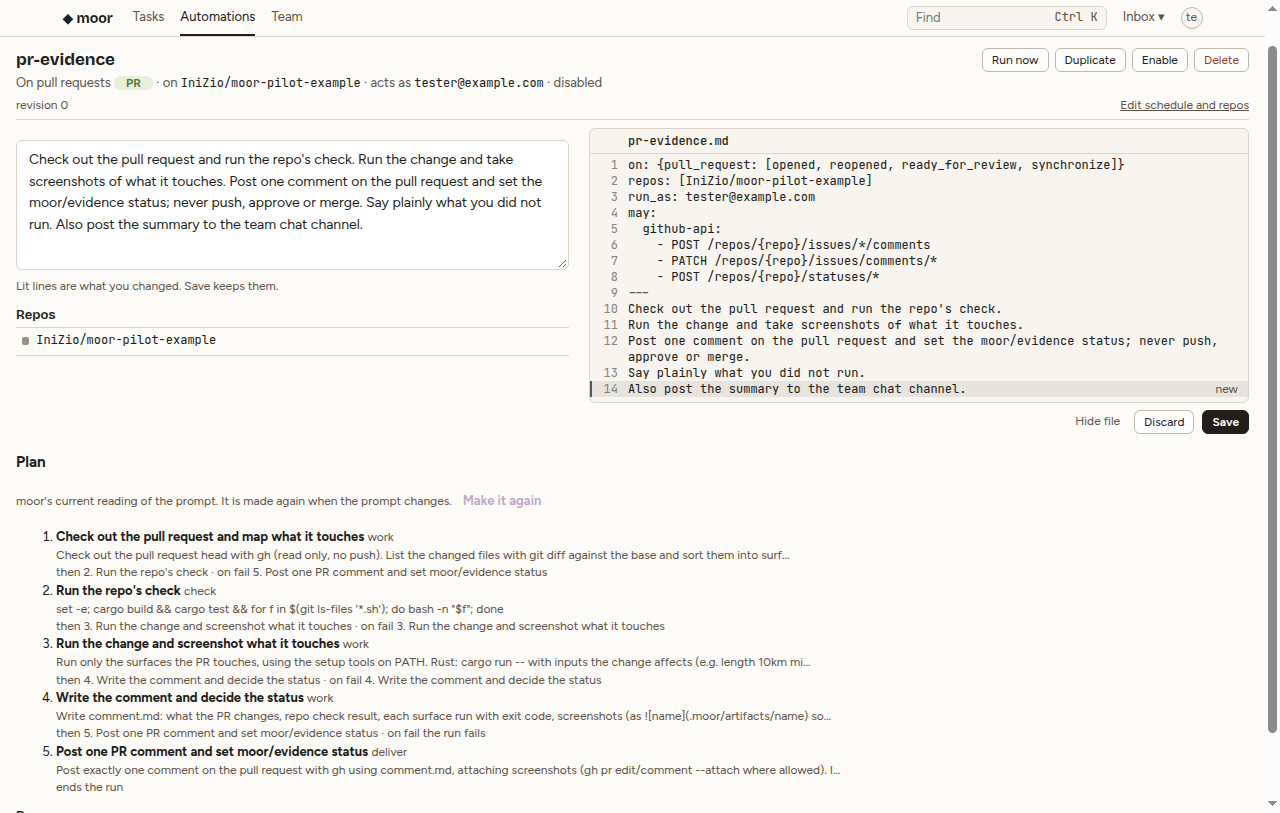 ◆ moor Tasks Automations Team Find Ctrl K Inbox ▾ te
pr-evidence
Run now Duplicate Enable Delete
On pull requests PR · on IniZio/moor-pilot-example · acts as tester@example.com · disabled
revision 0
Edit schedule and repos
Check out the pull request and run the repo's check. Run the change and take
screenshots of what it touches. Post one comment on the pull request and set the
moor/evidence status; never push, approve or merge. Say plainly what you did not
run. Also post the summary to the team chat channel.
Lit lines are what you changed. Save keeps them.
Repos
IniZio/moor-pilot-example
pr-evidence.md
1 on: {pull_request: [opened, reopened, ready_for_review, synchronize]}
2 repos: [IniZio/moor-pilot-example]
3 run_as: tester@example.com
4 may:
5 github-api:
6 - POST /repos/{repo}/issues/*/comments
7 - PATCH /repos/{repo}/issues/comments/*
8 - POST /repos/{repo}/statuses/*
9 ---
10 Check out the pull request and run the repo's check.
11 Run the change and take screenshots of what it touches.
12 Post one comment on the pull request and set the moor/evidence status; never push,
approve or merge.
13 Say plainly what you did not run.
14 Also post the summary to the team chat channel. new
Hide file Discard Save
Plan
moor's current reading of the prompt. It is made again when the prompt changes. Make it again
1. Check out the pull request and map what it touches work
Check out the pull request head with gh (read only, no push). List the changed files with git diff against the base and sort them into surf…
then 2. Run the repo's check · on fail 5. Post one PR comment and set moor/evidence status
2. Run the repo's check check
set -e; cargo build && cargo test && for f in $(git ls-files '*.sh'); do bash -n "$f"; done
then 3. Run the change and screenshot what it touches · on fail 3. Run the change and screenshot what it touches
3. Run the change and screenshot what it touches work
Run only the surfaces the PR touches, using the setup tools on PATH. Rust: cargo run -- with inputs the change affects (e.g. length 10km mi…
then 4. Write the comment and decide the status · on fail 4. Write the comment and decide the status
4. Write the comment and decide the status work
Write comment.md: what the PR changes, repo check result, each surface run with exit code, screenshots (as ![name](.moor/artifacts/name) so…
then 5. Post one PR comment and set moor/evidence status · on fail the run fails
5. Post one PR comment and set moor/evidence status deliver
Post exactly one comment on the pull request with gh using comment.md, attaching screenshots (gh pr edit/comment --attach where allowed). I…
ends the run